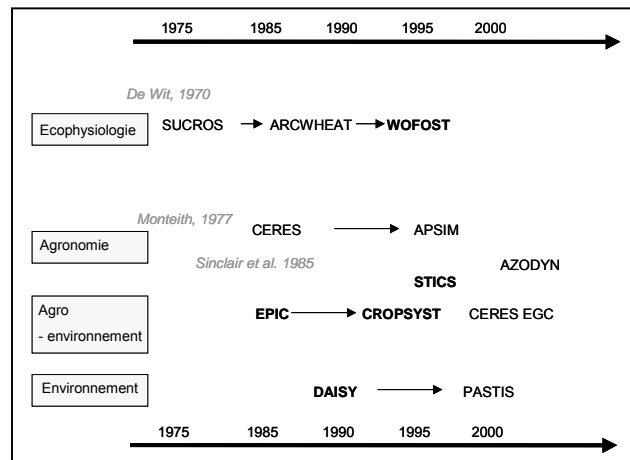 1975 1985 1990 1995 2000
De Wit, 1970
Ecophysiologie SUCROS ARCWHEAT WOFOST
Monteith, 1977 CERES APSIM
Agronomie
Sinclair et al. 1985 AZODYN
STICS
Agro
- environnement
EPIC CROPSYST CERES EGC
Environnement DAISY PASTIS
1975 1985 1990 1995 2000